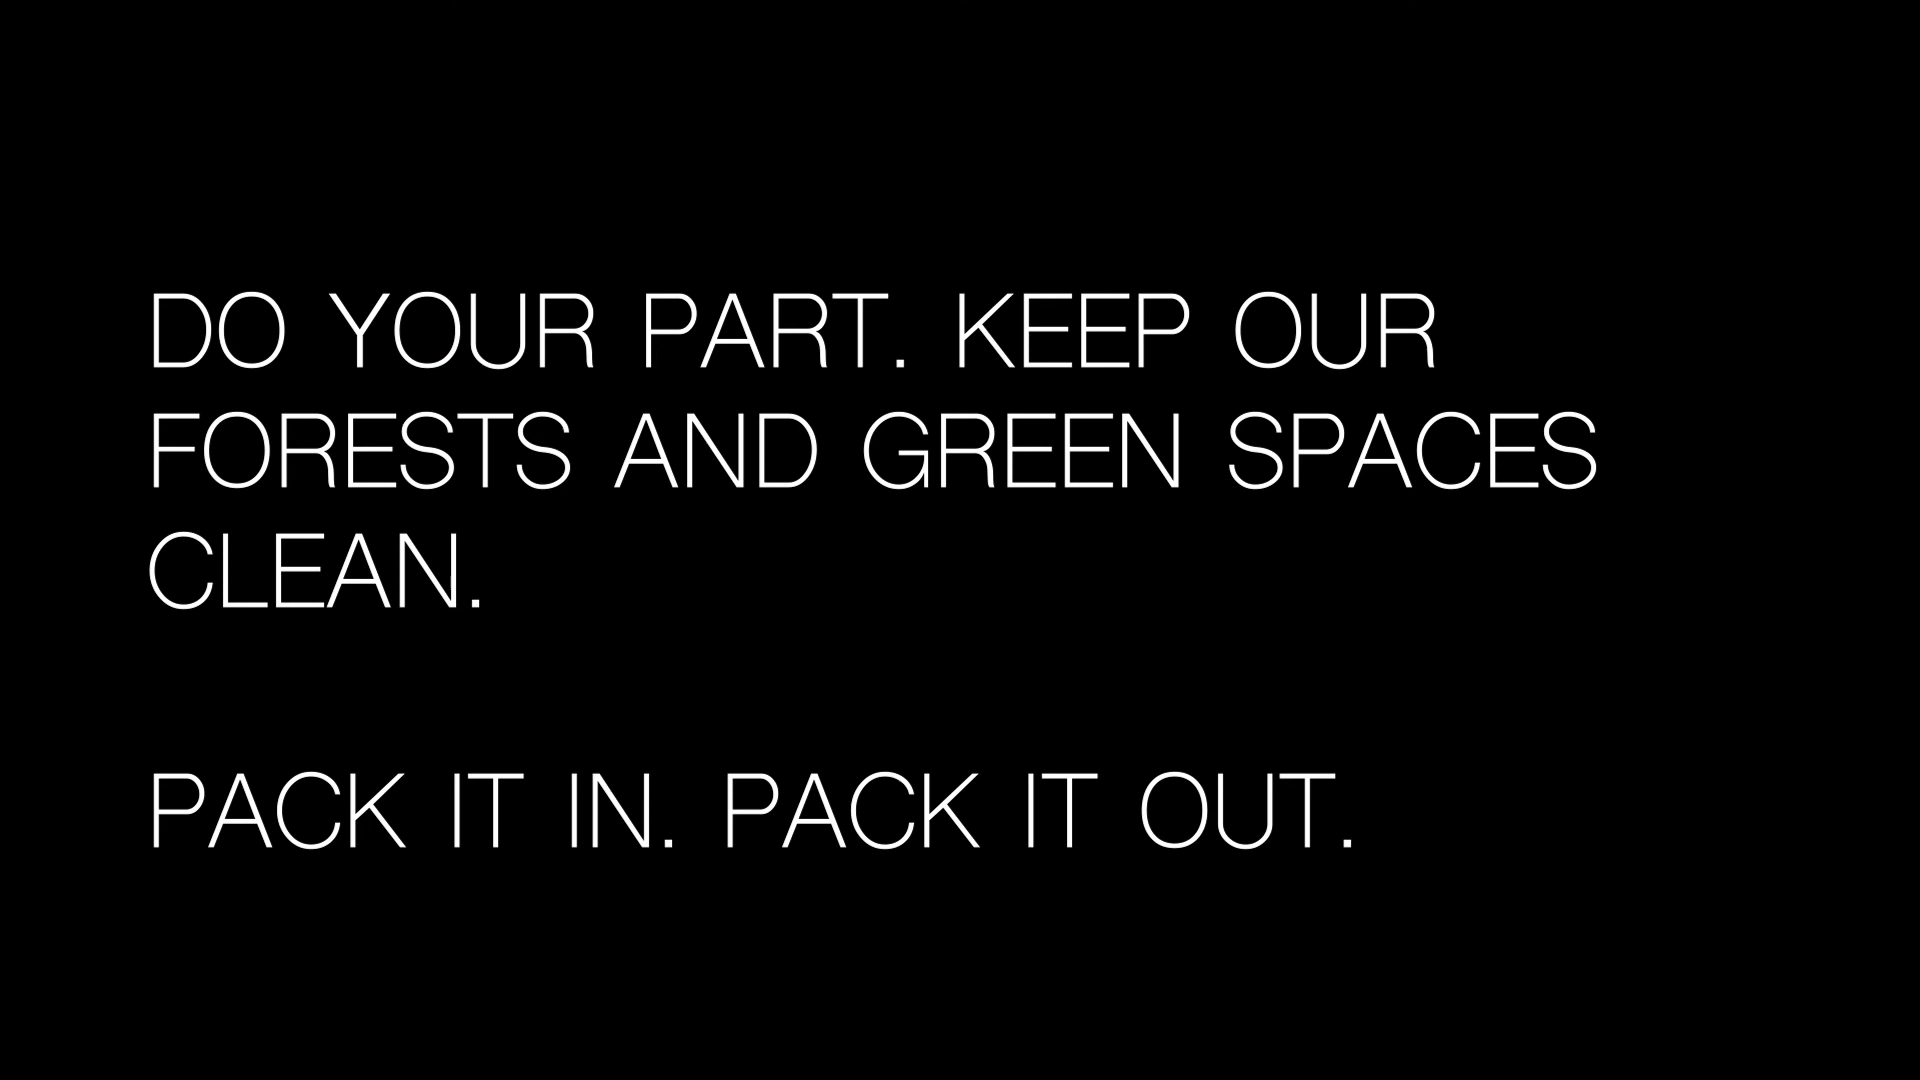 DO YOUR PART. KEEP OUR
FORESTS AND GREEN SPACES
CLEAN.
PACK IT IN. PACK IT OUT.